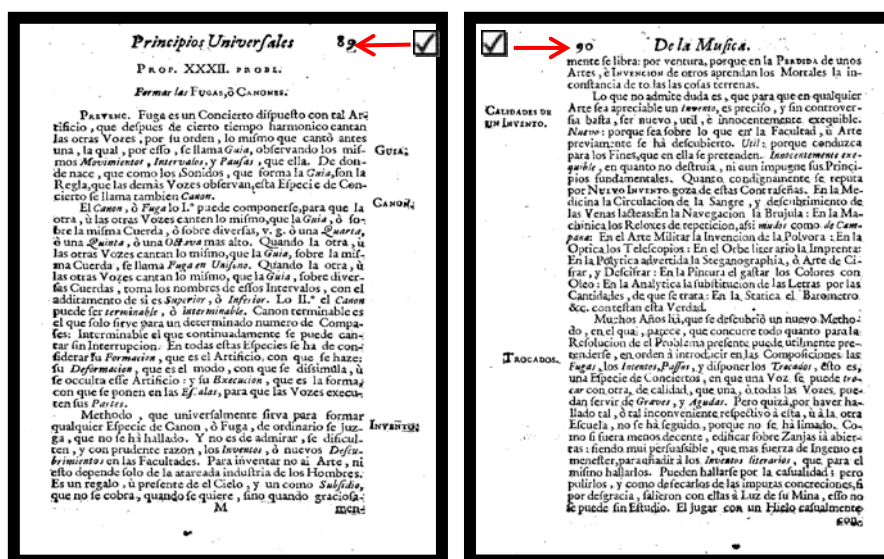 Principios Universales 89
PROP. XXXII. PROBL.
Formar las FUGAS, ò CANONES.
PREVENC. Fuga es un Concierto dispuesto con tal Ar-
tificio, que despues de cierto tiempo harmonico cantan
las otras Vozes, por su orden, lo mismo que cantò antes
una, la qual, por esso, se llama Guia, observando los mis-
GUIA;
mos Movimientos, Intervalos, y Pausas, que ella. De don-
de nace, que como los Sonidos, que forma la Guia, son la
Regla, que las demàs Vozes observan, esta Especie de Con-
cierto se llama tambien Canon.
El Canon, ò Fuga lo I.º puede componerse, para que la
CANON;
otra, ù las otras Vozes canten lo mismo, que la Guia, ò so-
bre la misma Cuerda, ò sobre diversas, v. g. ò una Quarta,
ò una Quinta, ò una Octava mas alto. Quando la otra, ù
las otras Vozes cantan lo mismo, que la Guia, sobre la mis-
ma Cuerda, se llama Fuga en Unisono. Quando la otra, ù
las otras Vozes cantan lo mismo, que la Guia, sobre diver-
sas Cuerdas, toma los nombres de essos Intervalos, con el
additamento de si es Superior, ò Inferior. Lo II.º el Canon
puede ser terminable, ò interminable. Canon terminable es
el que solo sirve para un determinado numero de Compa-
ses: Interminable el que continuadamente se puede can-
tar sin Interrupcion. En todas estas Especies se ha de con-
siderar su Formacion, que es el Artificio, con que se haze:
su Deformacion, que es el modo, con que se dissimula, ù
se occulta esse Artificio: y su Execucion, que es la forma,
con que se ponen en las Escalas, para que las Vozes execu-
ten sus Partes.
Methodo, que universalmente sirva para formar
qualquier Especie de Canon, ò Fuga, de ordinario se juz-
INVENTO;
ga, que no se hà hallado. Y no es de admirar, se dificul-
ten, y con prudente razon, los Inventos, ò nuevos Descu-
brimientos en las Facultades. Para inventar no ai Arte, ni
esto depende solo de la atareada industria de los Hombres.
Es un regalo, ù presente de el Cielo, y un como Subsidio,
que no se cobra, quando se quiere, sino quando graciosa-
M men-
90 De la Musica.
mente se libra: por ventura, porque en la PERDIDA de unos
Artes, è INVENCION de otros aprendan los Mortales la in-
constancia de todas las cosas terrenas.
Lo que no admite duda es, que para que en qualquier
CALIDADES DE
Arte sea apreciable un Invento, es preciso, y sin controver-
UN INVENTO.
sia basta, ser nuevo, util, è innocentemente exequible.
Nuevo: porque sea sobre lo que en la Facultad, ù Arte
previamente se hà descubierto. Util: porque conduzca
para los Fines, que en ella se pretenden. Innocentemente exe-
quible, en quanto no destruia, ni aun impugne sus Princi-
pios fundamentales. Quanto, condignamente se reputa
por NUEVO INVENTO goza de estas Contraseñas. En la Me-
dicina la Circulacion de la Sangre, y descubrimiento de
las Venas lacteas: En la Navegacion la Brujula: En la Ma-
chinica los Reloxes de repeticion, assi mudos como de Cam-
pana: En el Arte Militar la Invencion de la Polvora: En la
Optica los Telescopios: En el Orbe literario la Imprenta:
En la Polytica advertida la Steganographia, ò Arte de Ci-
frar, y Descifrar: En la Pintura el gastar los Colores con
Oleo: En la Analytica la substitucion de las Letras por las
Cantidades, de que se trata: En la Statica el Barometro
&c. contestan esta Verdad.
Muchos Años hà, que se descubriò un nuevo Metho-
do, en el qual, parece, que concurre todo quanto para la
Resolucion de el Problema presente puede utilmente pre-
TROCADOS.
tenderse, en orden à introdicir en las Composiciones las
Fugas, los Intentos, Passos, y disponer los Trocados, esto es,
una Especie de Conciertos, en que una Voz se puede tro-
car con otra, de calidad, que una, ò todas las Vozes, pue-
dan servir de Graves, y Agudas. Pero quizà, por haver ha-
llado tal, ò tal inconveniente respectivo à esta, ù à la otra
Escuela, no se hà seguido, porque no se hà limado. Co-
mo si fuera menos decente, edificar sobre Zanjas ià abier-
tas: siendo mui persuasible, que mas fuerza de Ingenio es
menester, para añadir à los Inventos literarios, que para el
mismo hallarlos. Pueden hallarse por la casualidad; pero
pulirlos, y como defecarlos de las impuras concreciones, si
por desgracia, salieron con ellas à Luz de su Mina, esso no
se puede sin Estudio. El jugar con un Hielo casualmente
con-